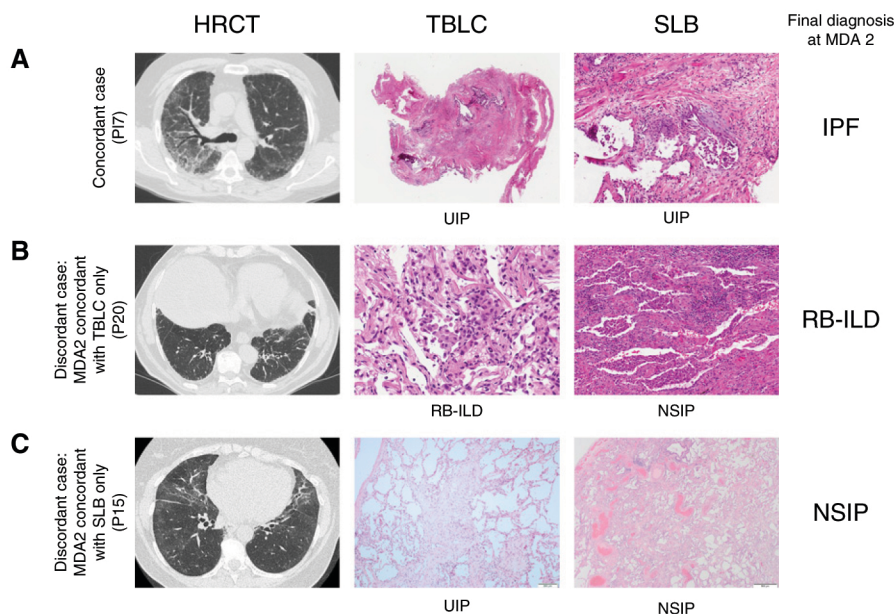 HRCT
TBLC
SLB
Final diagnosis
at MDA 2
A
Concordant case
(PI7)
UIP
UIP
IPF
B
Discordant case:
MDA2 concordant
with TBLC only
(P20)
RB-ILD
NSIP
RB-ILD
C
Discordant case:
MDA2 concordant
with SLB only
(P15)
UIP
NSIP
NSIP